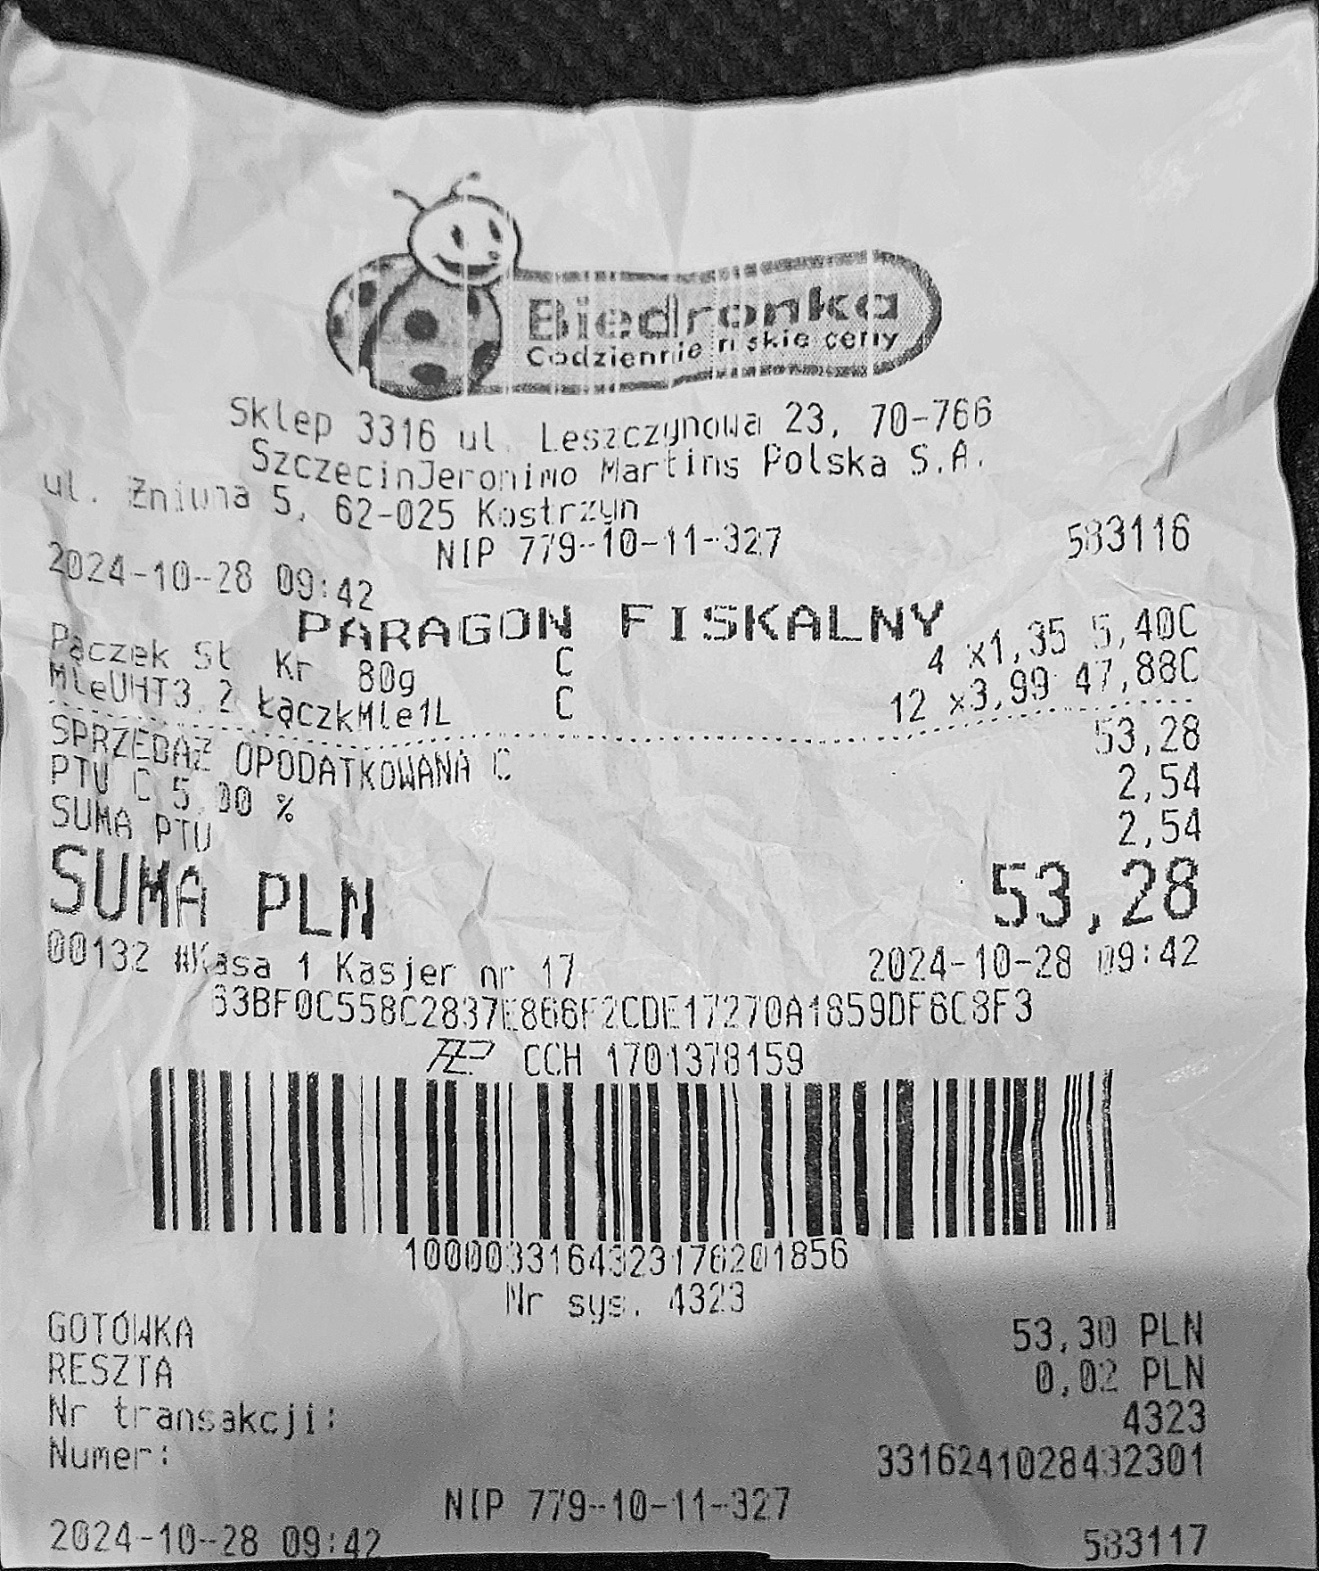 Biedronka
Codziennie niskie ceny
Sklep 3316 ul. Leszczynowa 23, 70-766
SzczecinJeronimo Martins Polska S.A.
ul. Żniwna 5, 62-025 Kostrzyn
NIP 779-10-11-327
2024-10-28 09:42 583116
PARAGON FISKALNY
Pączek St Kr 80g C 4 x1,35 5,40C
MleUHT3,2 ŁączkMle1L C 12 x3,99 47,88C
SPRZEDAŻ OPODATKOWANA C 53,28
PTU C 5,00 % 2,54
SUMA PTU 2,54
SUMA PLN 53,28
00132 #Kasa 1 Kasjer nr 17 2024-10-28 09:42
63BF0C558C2837E866F2CDE17270A1859DF6C8F3
CCH 1701378159
1000033164323176201856
Nr sys. 4323
GOTÓWKA 53,30 PLN
RESZTA 0,02 PLN
Nr transakcji: 4323
Numer: 3316241028432301
NIP 779-10-11-327
2024-10-28 09:42 583117